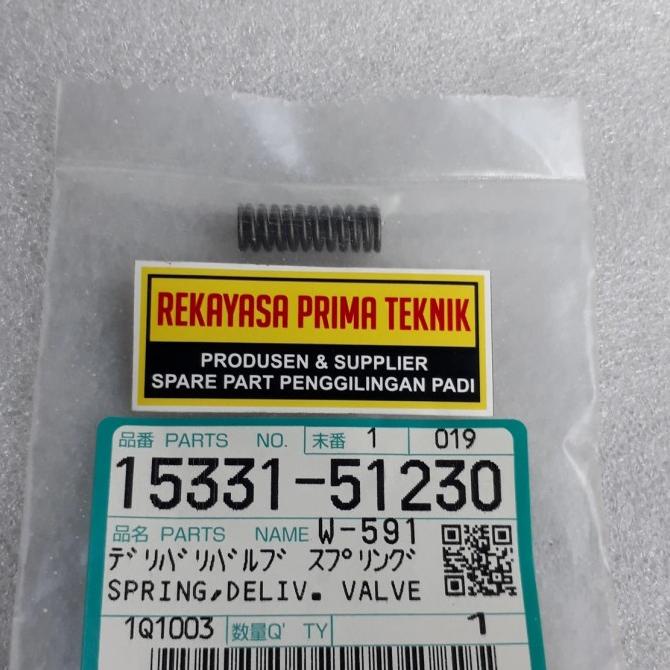 REKAYASA PRIMA TEKNIK
PRODUSEN & SUPPLIER
SPARE PART PENGGILINGAN PADI
品番 PARTS NO. 末番 1 019
15331-51230
品名 PARTS NAME W-591
デリバリバルブ スプリング
SPRING,DELIV. VALVE
1Q1003 数量Q' TY 1